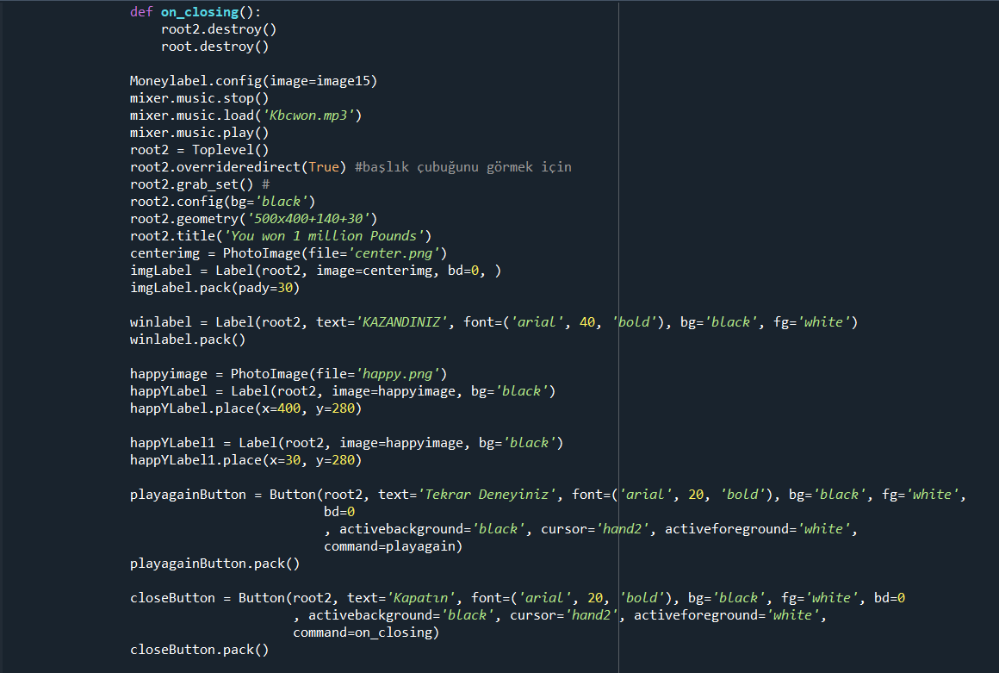 def on_closing():
    root2.destroy()
    root.destroy()

Moneylabel.config(image=image15)
mixer.music.stop()
mixer.music.load('Kbcwon.mp3')
mixer.music.play()
root2 = Toplevel()
root2.overrideredirect(True) #başlık çubuğunu görmek için
root2.grab_set() #
root2.config(bg='black')
root2.geometry('500x400+140+30')
root2.title('You won 1 million Pounds')
centerimg = PhotoImage(file='center.png')
imgLabel = Label(root2, image=centerimg, bd=0, )
imgLabel.pack(pady=30)

winlabel = Label(root2, text='KAZANDINIZ', font=('arial', 40, 'bold'), bg='black', fg='white')
winlabel.pack()

happyimage = PhotoImage(file='happy.png')
happYLabel = Label(root2, image=happyimage, bg='black')
happYLabel.place(x=400, y=280)

happYLabel1 = Label(root2, image=happyimage, bg='black')
happYLabel1.place(x=30, y=280)

playagainButton = Button(root2, text='Tekrar Deneyiniz', font=('arial', 20, 'bold'), bg='black', fg='white',
                         bd=0
                         , activebackground='black', cursor='hand2', activeforeground='white',
                         command=playagain)
playagainButton.pack()

closeButton = Button(root2, text='Kapatın', font=('arial', 20, 'bold'), bg='black', fg='white', bd=0
                     , activebackground='black', cursor='hand2', activeforeground='white',
                     command=on_closing)
closeButton.pack()